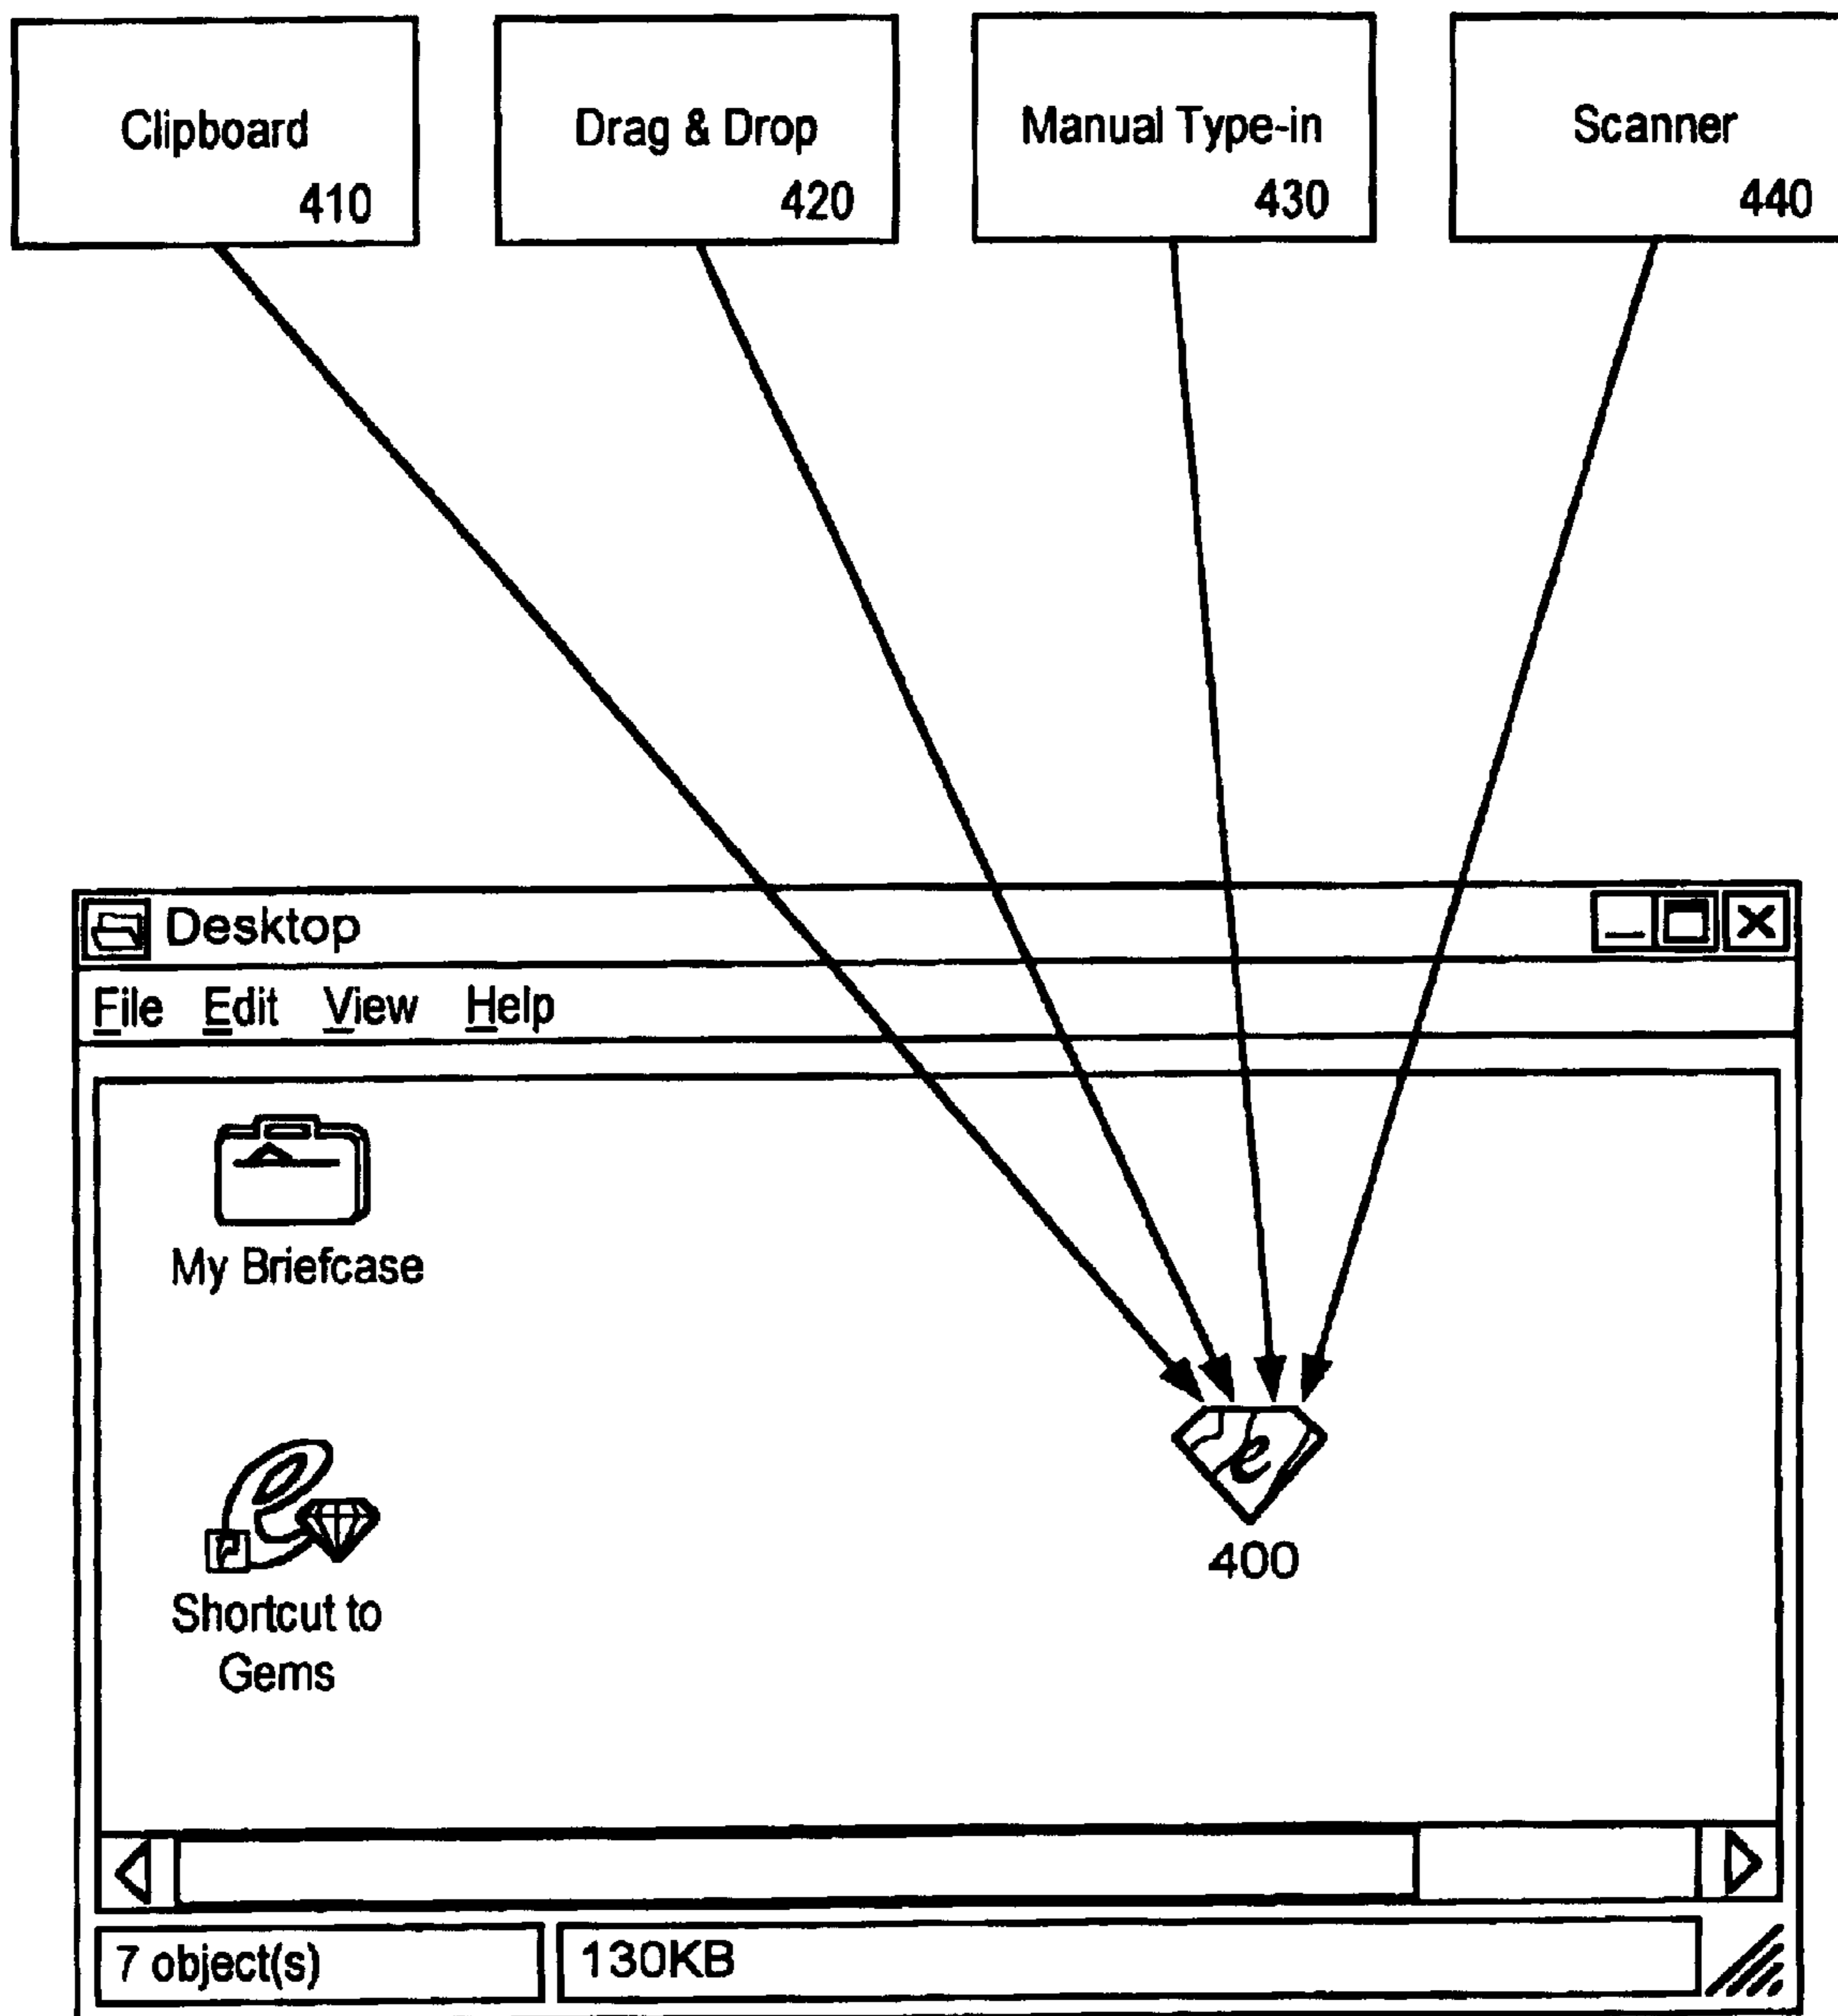 Clipboard
410
Drag & Drop
420
Manual Type-in
430
Scanner
440
Desktop
File Edit View Help
My Briefcase
e
400
e
Shortcut to
Gems
7 object(s)
130KB